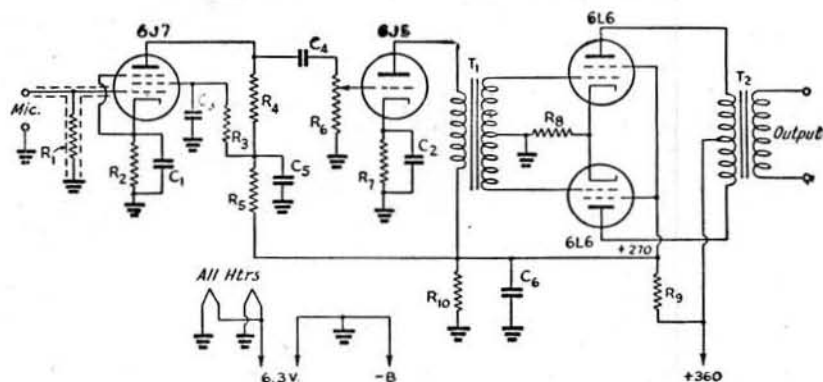 6J7
6J5
6L6
C4
T1
T2
Mic.
R1
R2
C1
C3
R3
R4
R5
C5
R6
R7
C2
R8
Output
6L6
+270
All Htrs
R10
C6
R9
6.3 V.
-B
+360